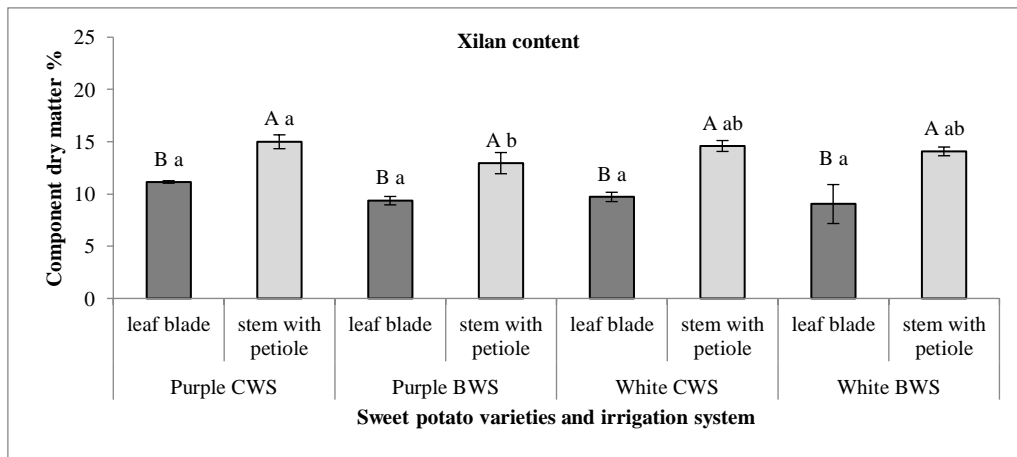 Xilan content
Component dry matter %
25
20
15
10
5
0
B a
A a
B a
A b
B a
A ab
B a
A ab
leaf blade
stem with
petiole
leaf blade
stem with
petiole
leaf blade
stem with
petiole
leaf blade
stem with
petiole
Purple CWS
Purple BWS
White CWS
White BWS
Sweet potato varieties and irrigation system